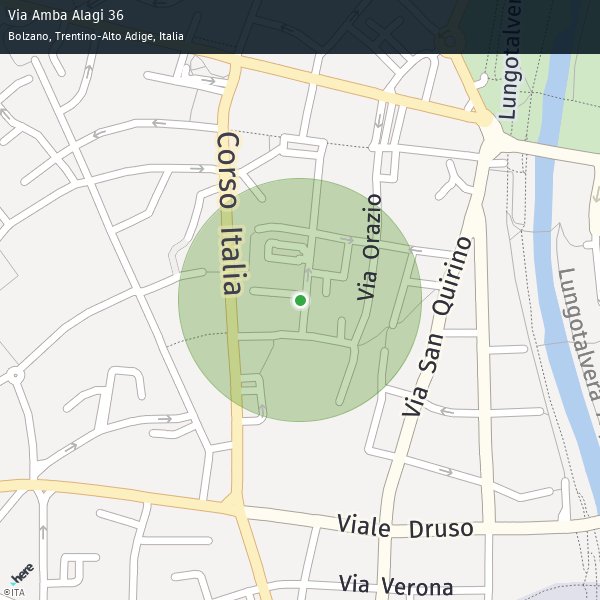 Via Amba Alagi 36
Bolzano, Trentino-Alto Adige, Italia
Lungotalvera
Corso Italia
Via Orazio
Via San Quirino
Lungotalvera
Viale Druso
Via Verona
here
©ITA